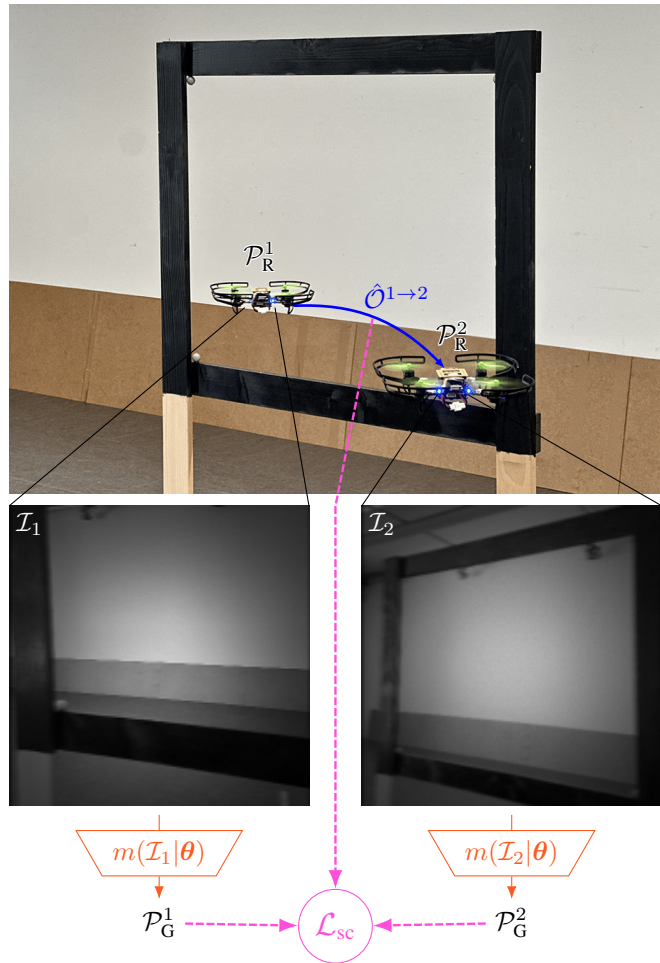 𝒫_R^1
𝒪̂^{1→2}
𝒫_R^2
ℐ_1
ℐ_2
m(ℐ_1|𝜽)
m(ℐ_2|𝜽)
𝒫_G^1
ℒ_sc
𝒫_G^2